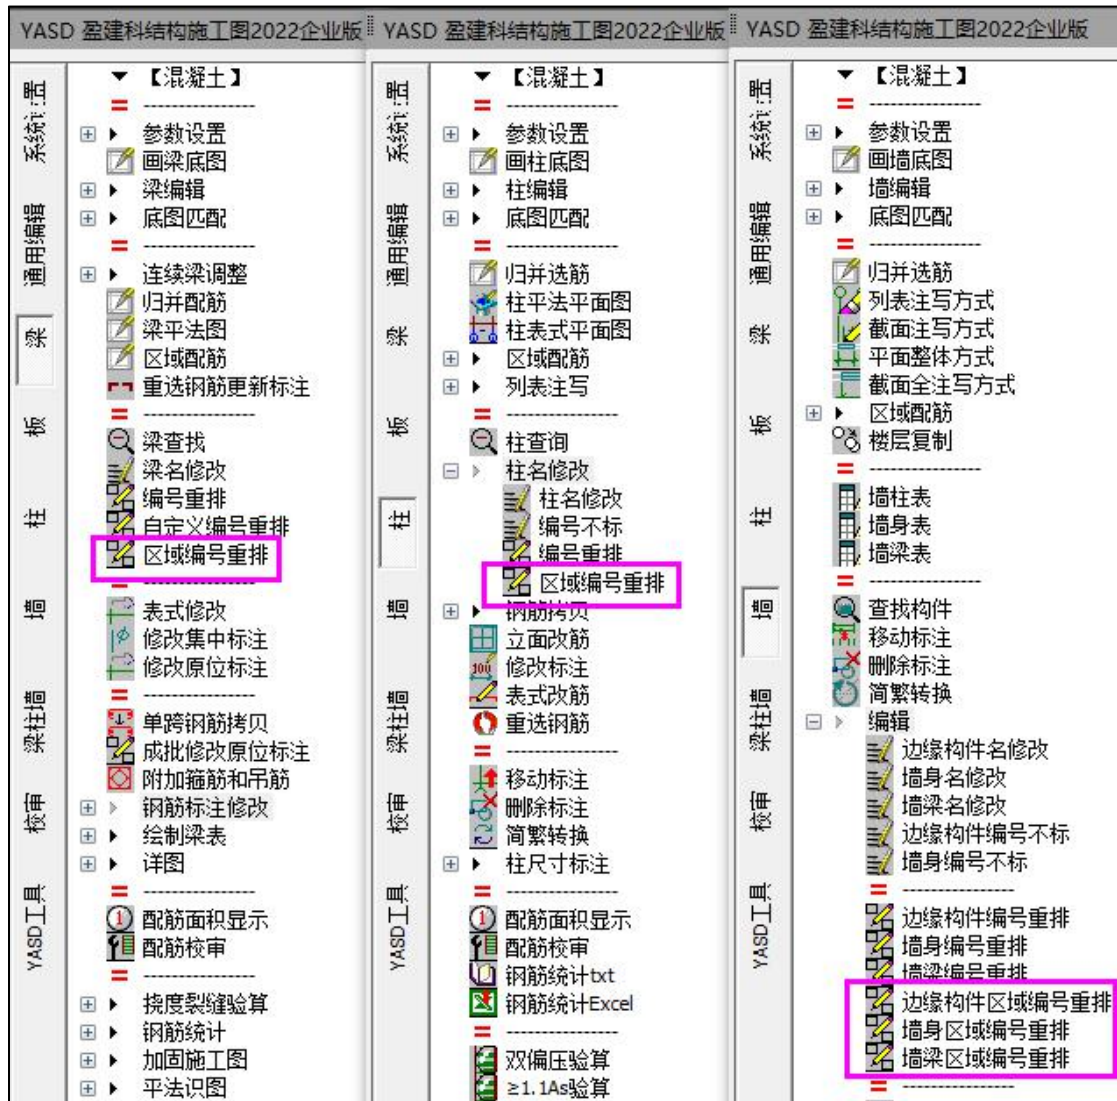 YASD 盈建科结构施工图2022企业版
系统设置
通用编辑
梁
板
柱
墙
梁柱墙
校审
YASD工具
【混凝土】
参数设置
画梁底图
梁编辑
底图匹配
连续梁调整
归并配筋
梁平法图
区域配筋
重选钢筋更新标注
梁查找
梁名修改
编号重排
自定义编号重排
区域编号重排
表式修改
修改集中标注
修改原位标注
单跨钢筋拷贝
成批修改原位标注
附加箍筋和吊筋
钢筋标注修改
绘制梁表
详图
配筋面积显示
配筋校审
挠度裂缝验算
钢筋统计
加固施工图
平法识图
YASD 盈建科结构施工图2022企业版
系统设置
通用编辑
梁
板
柱
墙
梁柱墙
校审
YASD工具
【混凝土】
参数设置
画柱底图
柱编辑
底图匹配
归并选筋
柱平法平面图
柱表式平面图
区域配筋
列表注写
柱查询
柱名修改
柱名修改
编号不标
编号重排
区域编号重排
钢筋拷贝
立面改筋
修改标注
表式改筋
重选钢筋
移动标注
删除标注
简繁转换
柱尺寸标注
配筋面积显示
配筋校审
钢筋统计txt
钢筋统计Excel
双偏压验算
≥1.1As验算
YASD 盈建科结构施工图2022企业版
系统设置
通用编辑
梁
板
柱
墙
梁柱墙
校审
YASD工具
【混凝土】
参数设置
画墙底图
墙编辑
底图匹配
归并选筋
列表注写方式
截面注写方式
平面整体方式
截面全注写方式
区域配筋
楼层复制
墙柱表
墙身表
墙梁表
查找构件
移动标注
删除标注
简繁转换
编辑
边缘构件名修改
墙身名修改
墙梁名修改
边缘构件编号不标
墙身编号不标
边缘构件编号重排
墙身编号重排
墙梁编号重排
边缘构件区域编号重排
墙身区域编号重排
墙梁区域编号重排